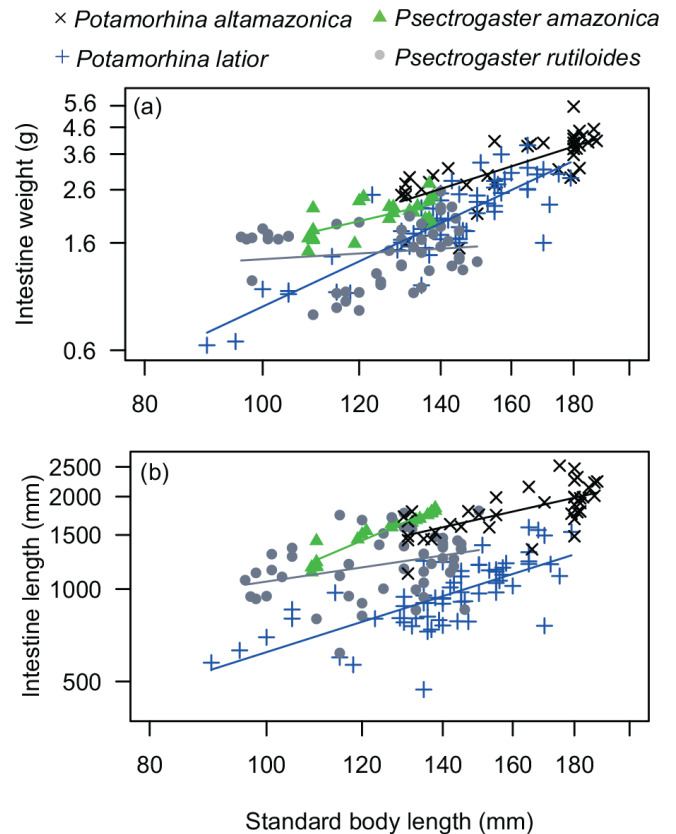 × Potamorhina altamazonica ▲ Psectrogaster amazonica
+ Potamorhina latior ● Psectrogaster rutiloides
(a)
Intestine weight (g)
5.6
4.6
3.6
2.6
1.6
0.6
80 100 120 140 160 180
(b)
Intestine length (mm)
2500
2000
1500
1000
500
80 100 120 140 160 180
Standard body length (mm)